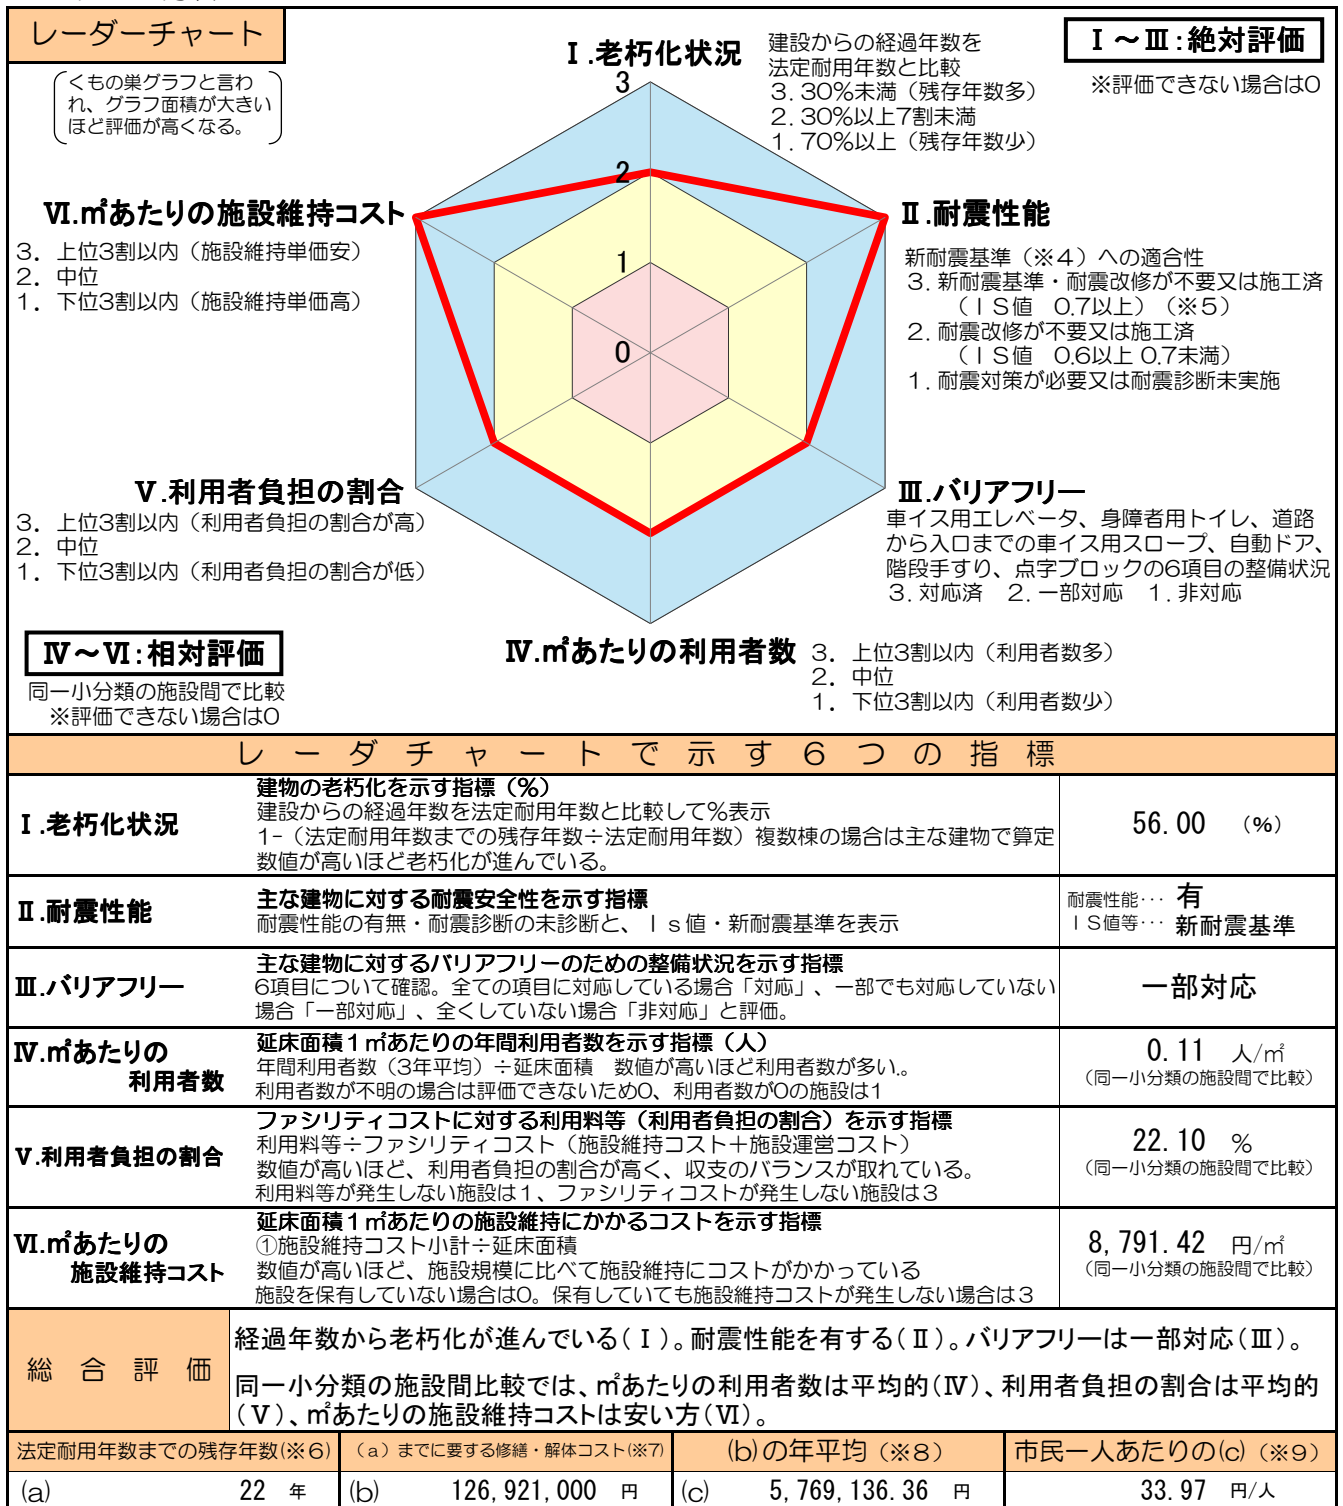 レーダーチャート
くもの巣グラフと言わ
れ、グラフ面積が大きい
ほど評価が高くなる。
Ⅰ～Ⅲ:絶対評価
※評価できない場合は0
Ⅰ.老朽化状況
建設からの経過年数を
法定耐用年数と比較
3. 30%未満（残存年数多）
2. 30%以上7割未満
1. 70%以上（残存年数少）
3
2
1
0
Ⅵ.㎡あたりの施設維持コスト
3. 上位3割以内（施設維持単価安）
2. 中位
1. 下位3割以内（施設維持単価高）
Ⅱ.耐震性能
新耐震基準（※4）への適合性
3. 新耐震基準・耐震改修が不要又は施工済
（ＩＳ値　0.7以上）（※5）
2. 耐震改修が不要又は施工済
（ＩＳ値　0.6以上 0.7未満）
1. 耐震対策が必要又は耐震診断未実施
Ⅴ.利用者負担の割合
3. 上位3割以内（利用者負担の割合が高）
2. 中位
1. 下位3割以内（利用者負担の割合が低）
Ⅲ.バリアフリー
車イス用エレベータ、身障者用トイレ、道路
から入口までの車イス用スロープ、自動ドア、
階段手すり、点字ブロックの6項目の整備状況
3. 対応済　2. 一部対応　1. 非対応
Ⅳ～Ⅵ:相対評価
同一小分類の施設間で比較
※評価できない場合は0
Ⅳ.㎡あたりの利用者数
3. 上位3割以内（利用者数多）
2. 中位
1. 下位3割以内（利用者数少）
レーダチャートで示す6つの指標
Ⅰ.老朽化状況
建物の老朽化を示す指標（%）
建設からの経過年数を法定耐用年数と比較して%表示
1-（法定耐用年数までの残存年数÷法定耐用年数）複数棟の場合は主な建物で算定
数値が高いほど老朽化が進んでいる。
56.00　（%）
Ⅱ.耐震性能
主な建物に対する耐震安全性を示す指標
耐震性能の有無・耐震診断の未診断と、Ｉｓ値・新耐震基準を表示
耐震性能･･･ 有
ＩＳ値等･･･ 新耐震基準
Ⅲ.バリアフリー
主な建物に対するバリアフリーのための整備状況を示す指標
6項目について確認。全ての項目に対応している場合「対応」、一部でも対応していない
場合「一部対応」、全くしていない場合「非対応」と評価。
一部対応
Ⅳ.㎡あたりの
利用者数
延床面積１㎡あたりの年間利用者数を示す指標（人）
年間利用者数（3年平均）÷延床面積　数値が高いほど利用者数が多い。
利用者数が不明の場合は評価できないため0、利用者数が0の施設は1
0.11　人/㎡
（同一小分類の施設間で比較）
Ⅴ.利用者負担の割合
ファシリティコストに対する利用料等（利用者負担の割合）を示す指標
利用料等÷ファシリティコスト（施設維持コスト＋施設運営コスト）
数値が高いほど、利用者負担の割合が高く、収支のバランスが取れている。
利用料等が発生しない施設は１、ファシリティコストが発生しない施設は３
22.10　%
（同一小分類の施設間で比較）
Ⅵ.㎡あたりの
施設維持コスト
延床面積1㎡あたりの施設維持にかかるコストを示す指標
①施設維持コスト小計÷延床面積
数値が高いほど、施設規模に比べて施設維持にコストがかかっている
施設を保有していない場合は0。保有していても施設維持コストが発生しない場合は３
8,791.42　円/㎡
（同一小分類の施設間で比較）
総合評価
経過年数から老朽化が進んでいる(Ⅰ)。耐震性能を有する(Ⅱ)。バリアフリーは一部対応(Ⅲ)。
同一小分類の施設間比較では、㎡あたりの利用者数は平均的(Ⅳ)、利用者負担の割合は平均的
(Ⅴ)、㎡あたりの施設維持コストは安い方(Ⅵ)。
法定耐用年数までの残存年数(※6)　（a）までに要する修繕・解体コスト(※7)　(b)の年平均（※8）　市民一人あたりの(c)（※9）
(a)　22　年　(b)　126,921,000　円　(c)　5,769,136.36　円　33.97　円/人